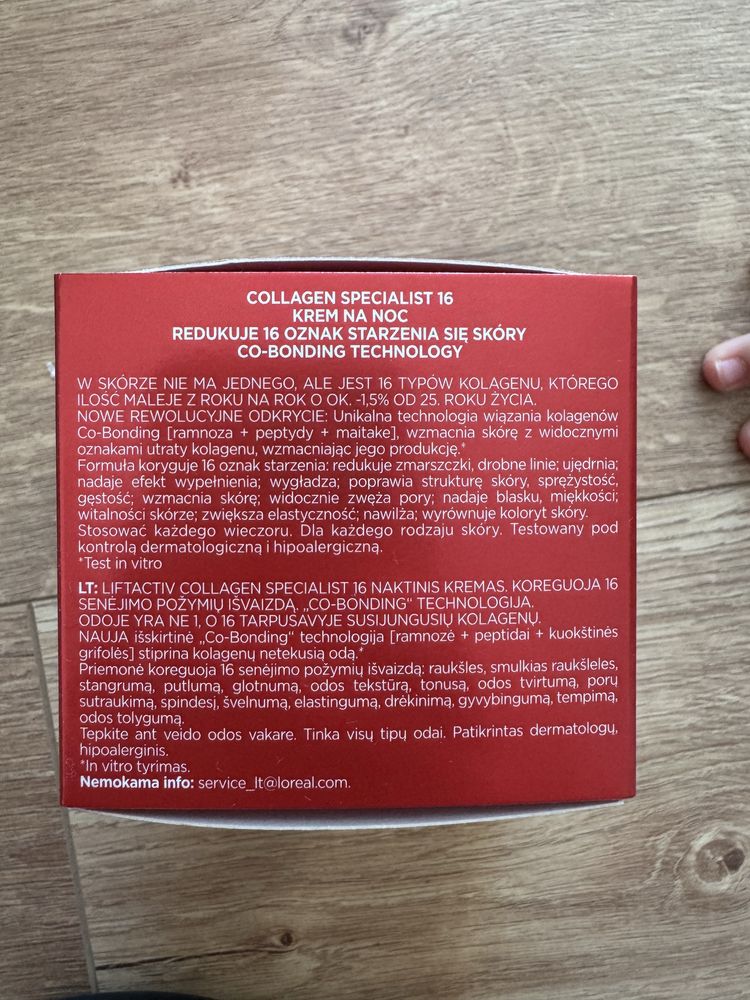 COLLAGEN SPECIALIST 16
KREM NA NOC
REDUKUJE 16 OZNAK STARZENIA SIĘ SKÓRY
CO-BONDING TECHNOLOGY
W SKÓRZE NIE MA JEDNEGO, ALE JEST 16 TYPÓW KOLAGENU, KTÓREGO
ILOŚĆ MALEJE Z ROKU NA ROK O OK. -1,5% OD 25. ROKU ŻYCIA.
NOWE REWOLUCYJNE ODKRYCIE: Unikalna technologia wiązania kolagenów
Co-Bonding [ramnoza + peptydy + maitake], wzmacnia skórę z widocznymi
oznakami utraty kolagenu, wzmacniając jego produkcję.*
Formuła koryguje 16 oznak starzenia: redukuje zmarszczki, drobne linie; ujędrnia;
nadaje efekt wypełnienia; wygładza; poprawia strukturę skóry, sprężystość,
gęstość; wzmacnia skórę; widocznie zwęża pory; nadaje blasku, miękkości;
witalności skórze; zwiększa elastyczność; nawilża; wyrównuje koloryt skóry.
Stosować każdego wieczoru. Dla każdego rodzaju skóry. Testowany pod
kontrolą dermatologiczną i hipoalergiczną.
*Test in vitro
LT: LIFTACTIV COLLAGEN SPECIALIST 16 NAKTINIS KREMAS. KOREGUOJA 16
SENĖJIMO POŽYMIŲ IŠVAIZDĄ. „CO-BONDING“ TECHNOLOGIJA.
ODOJE YRA NE 1, O 16 TARPUSAVYJE SUSIJUNGUSIŲ KOLAGENŲ.
NAUJA išskirtinė „Co-Bonding“ technologija [ramnozė + peptidai + kuokštinės
grifolės] stiprina kolagenų netekusią odą.*
Priemonė koreguoja 16 senėjimo požymių išvaizdą: raukšles, smulkias raukšleles,
stangrumą, putlumą, glotnumą, odos tekstūrą, tonusą, odos tvirtumą, porų
sutraukimą, spindesį, švelnumą, elastingumą, drėkinimą, gyvybingumą, tempimą,
odos tolygumą.
Tepkite ant veido odos vakare. Tinka visų tipų odai. Patikrintas dermatologų,
hipoalerginis.
*In vitro tyrimas.
Nemokama info: service_lt@loreal.com.